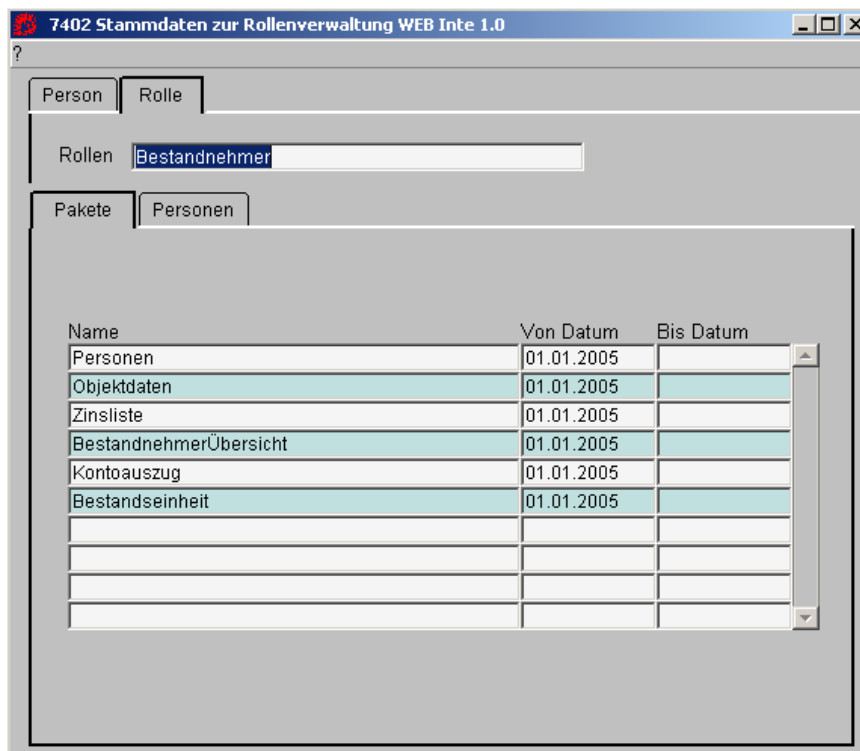 7402 Stammdaten zur Rollenverwaltung WEB Inte 1.0
?
Person Rolle
Rollen Bestandnehmer
Pakete Personen
Name Von Datum Bis Datum
Personen 01.01.2005
Objektdaten 01.01.2005
Zinsliste 01.01.2005
BestandnehmerÜbersicht 01.01.2005
Kontoauszug 01.01.2005
Bestandseinheit 01.01.2005